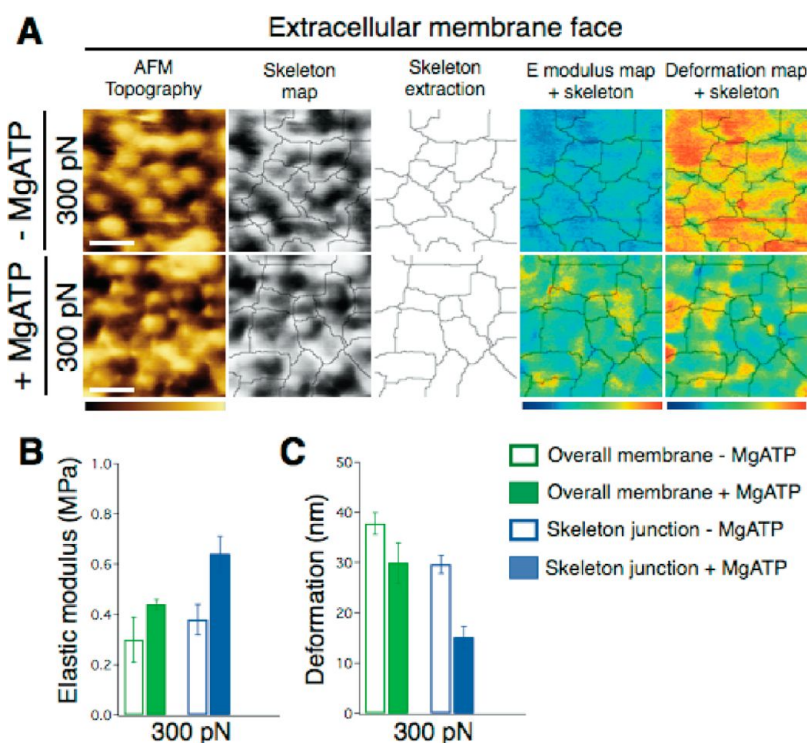 A
Extracellular membrane face
AFM
Topography
Skeleton
map
Skeleton
extraction
E modulus map
+ skeleton
Deformation map
+ skeleton
- MgATP
300 pN
+ MgATP
300 pN
B
Elastic modulus (MPa)
1.0
0.8
0.6
0.4
0.2
0.0
300 pN
C
Deformation (nm)
50
40
30
20
10
0
300 pN
Overall membrane - MgATP
Overall membrane + MgATP
Skeleton junction - MgATP
Skeleton junction + MgATP